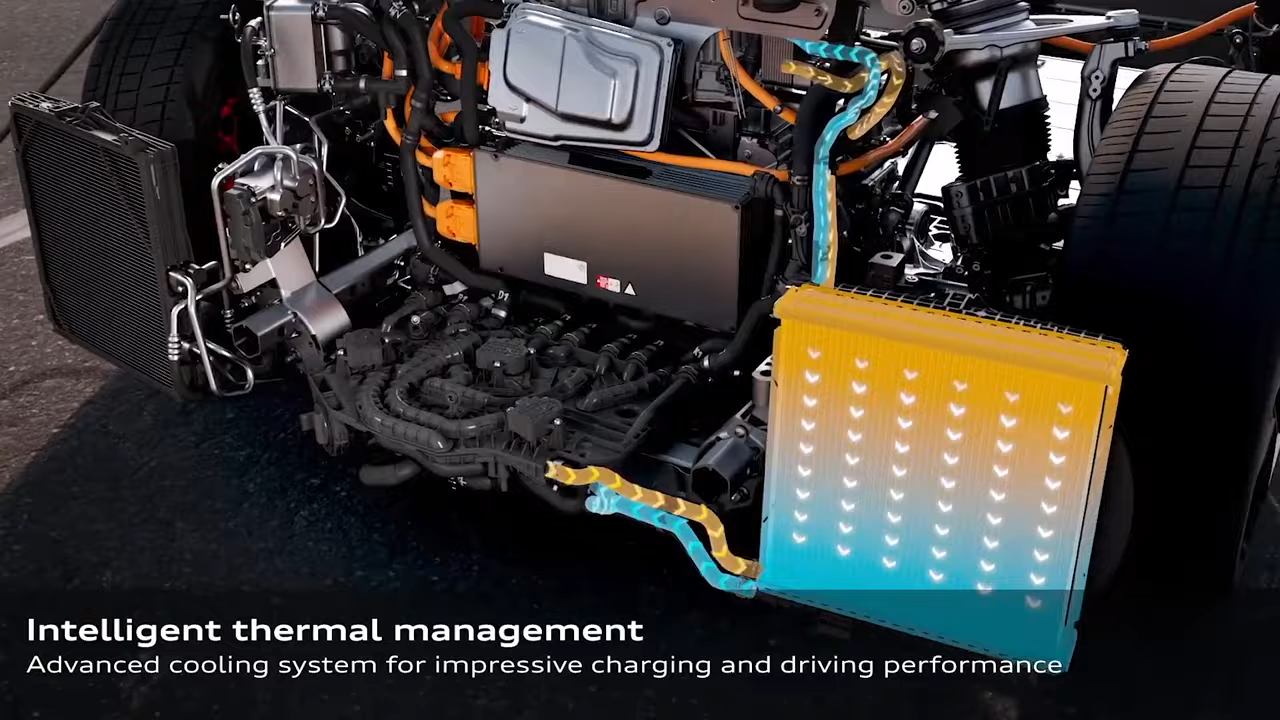 Intelligent thermal management
Advanced cooling system for impressive charging and driving performance